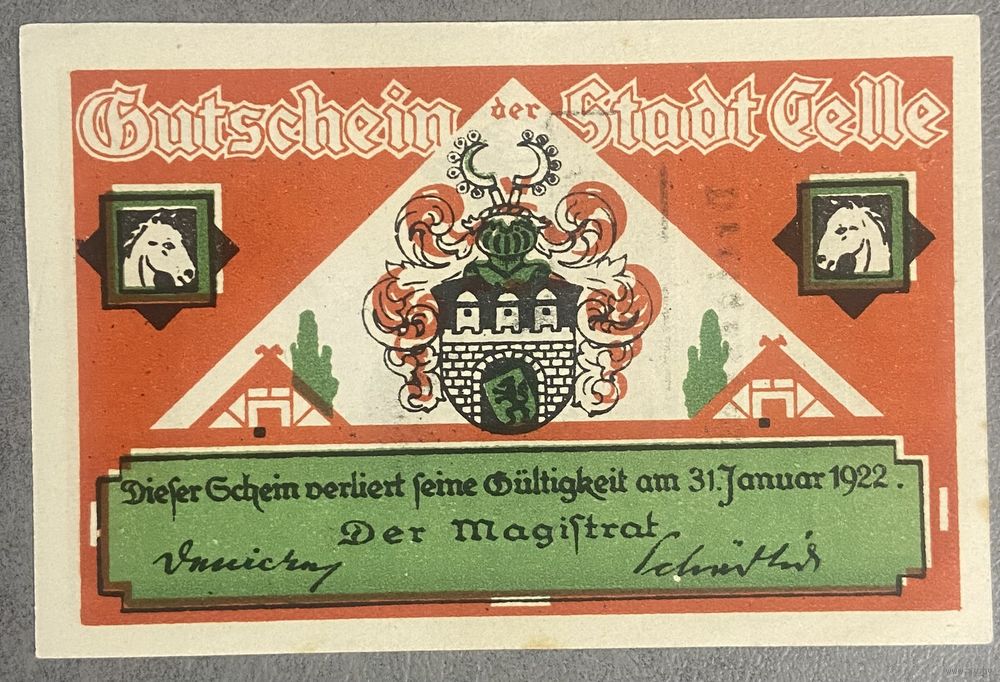 Gutschein der Stadt Celle
Dieſer Schein verliert ſeine Gültigkeit am 31. Januar 1922.
Der Magiſtrat